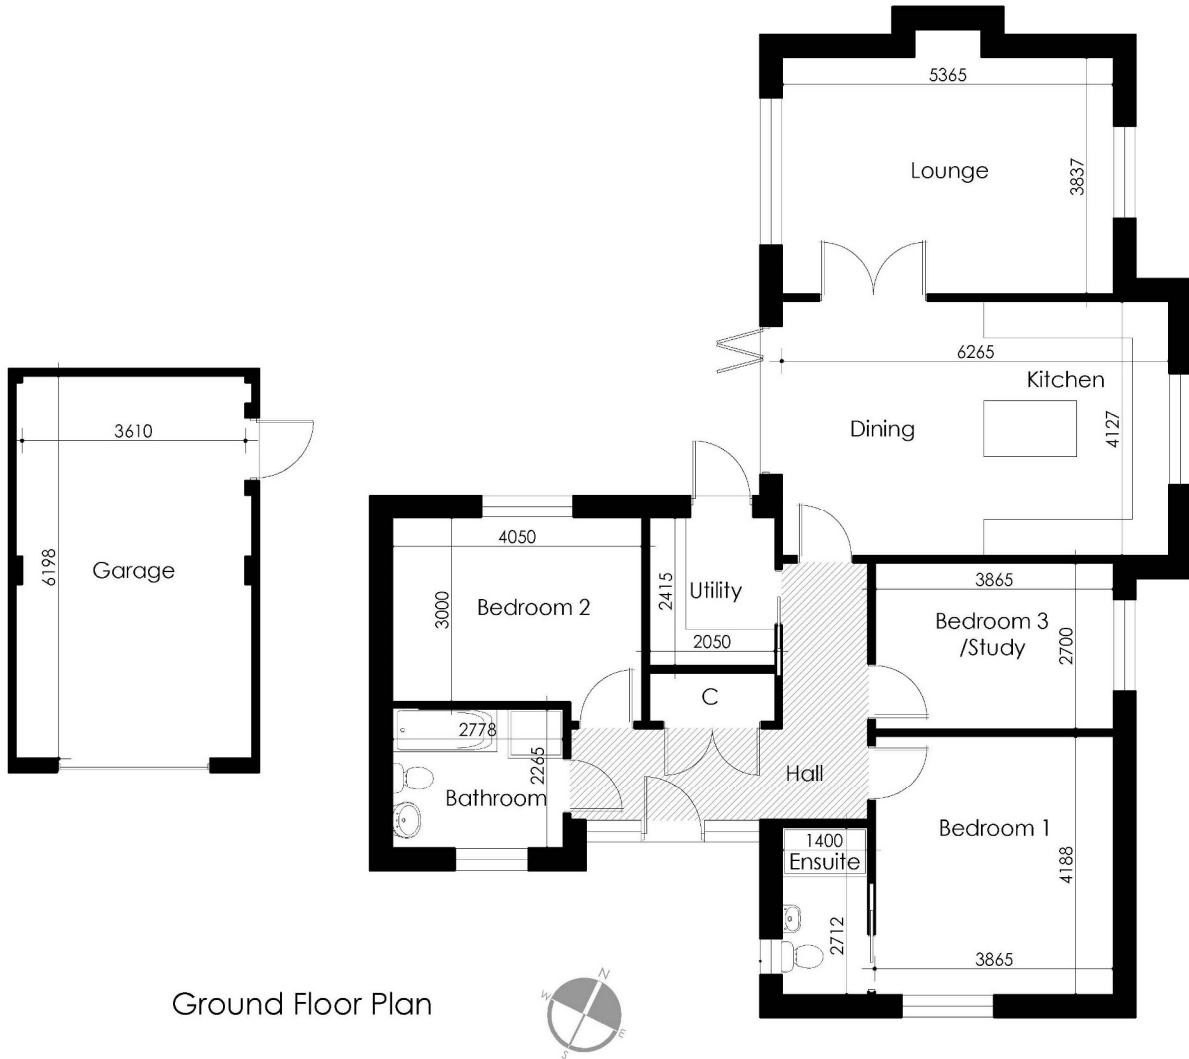 5365
Lounge
3837
6265
Kitchen
Dining
4127
3610
6198
Garage
4050
3000
Bedroom 2
2415
Utility
2050
3865
Bedroom 3
/Study
2700
C
2778
2265
Bathroom
Hall
Bedroom 1
4188
1400
Ensuite
2712
3865
Ground Floor Plan
N
W
E
S